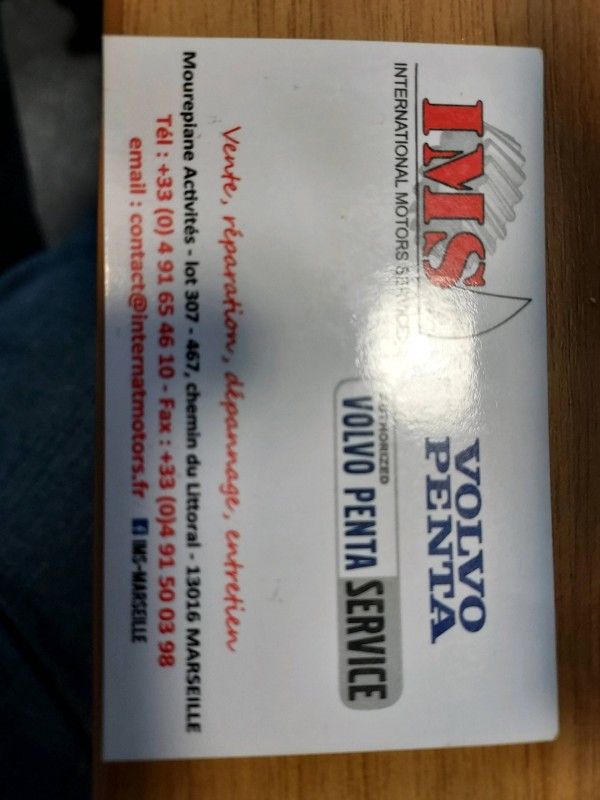 IMS
INTERNATIONAL MOTORS SERVICES
VOLVO
PENTA
AUTHORIZED
VOLVO PENTA SERVICE
Vente, réparation, dépannage, entretien
Mourepiane Activités - lot 307 - 467, chemin du Littoral - 13016 MARSEILLE
Tél : +33 (0) 4 91 65 46 10 - Fax : +33 (0)4 91 50 03 98
email : contact@internatmotors.fr f IMS-MARSEILLE